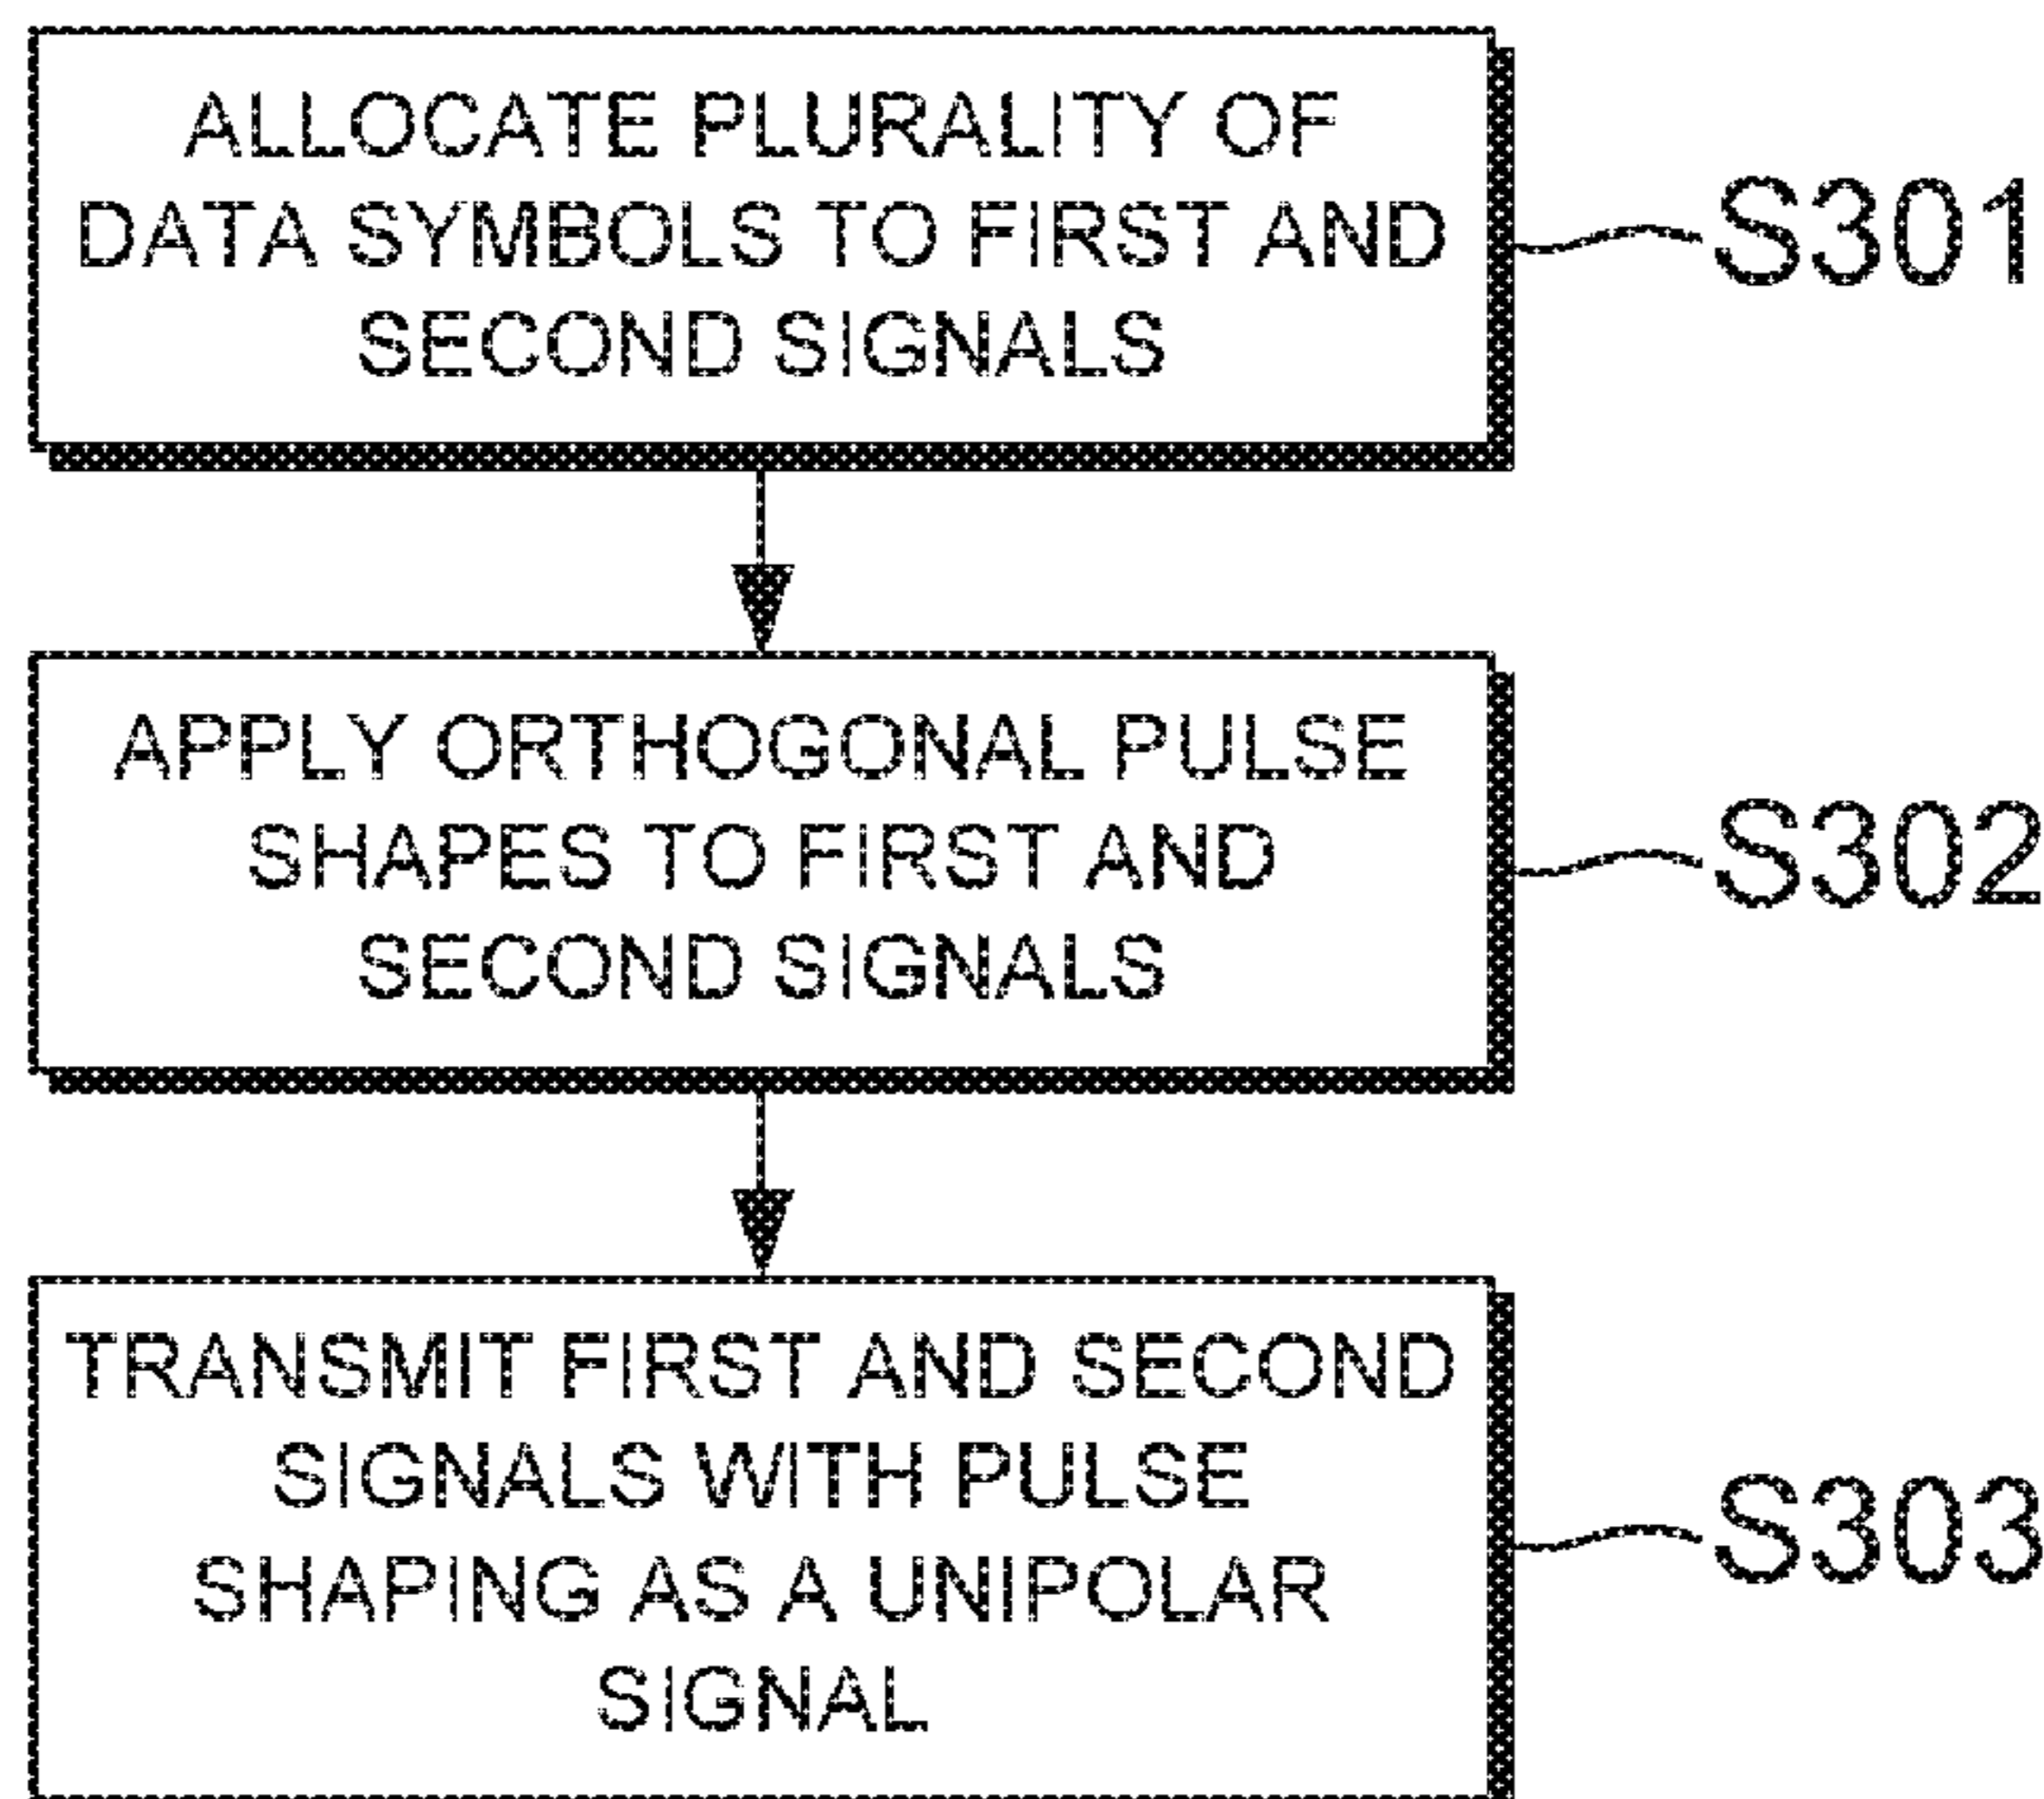 ALLOCATE PLURALITY OF
DATA SYMBOLS TO FIRST AND
SECOND SIGNALS
S301
APPLY ORTHOGONAL PULSE
SHAPES TO FIRST AND
SECOND SIGNALS
S302
TRANSMIT FIRST AND SECOND
SIGNALS WITH PULSE
SHAPING AS A UNIPOLAR
SIGNAL
S303